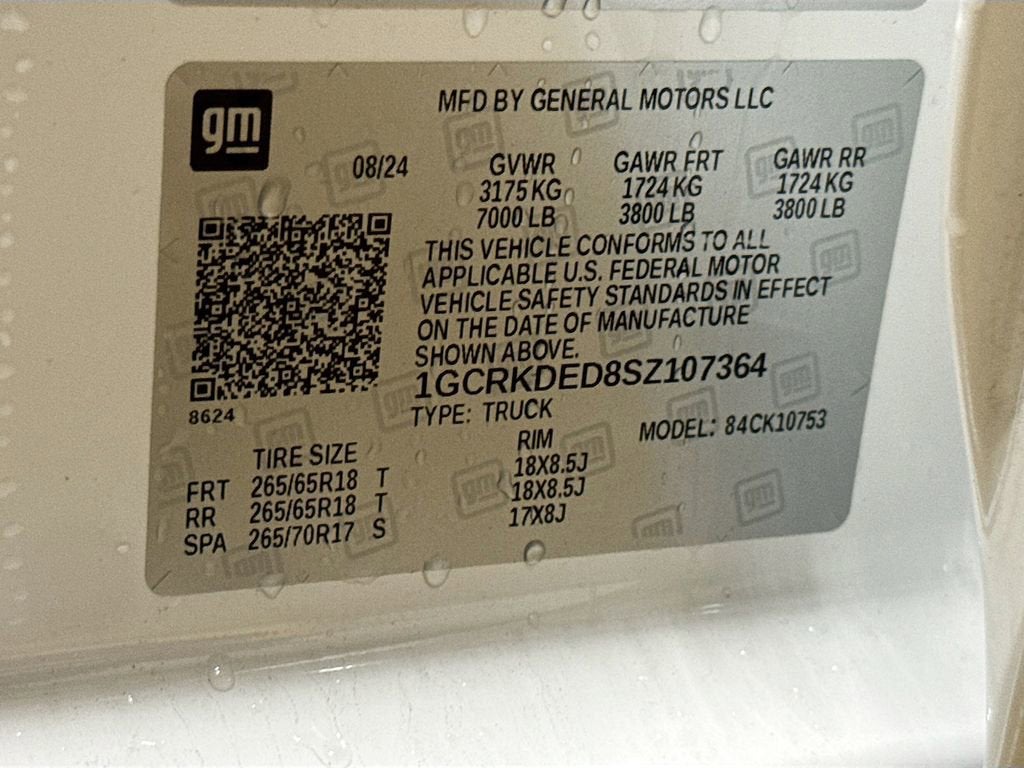 gm
MFD BY GENERAL MOTORS LLC
08/24 GVWR GAWR FRT GAWR RR
3175 KG 1724 KG 1724 KG
7000 LB 3800 LB 3800 LB
THIS VEHICLE CONFORMS TO ALL
APPLICABLE U.S. FEDERAL MOTOR
VEHICLE SAFETY STANDARDS IN EFFECT
ON THE DATE OF MANUFACTURE
SHOWN ABOVE.
1GCRKDED8SZ107364
8624
TYPE: TRUCK MODEL: 84CK10753
TIRE SIZE RIM
FRT 265/65R18 T 18X8.5J
RR 265/65R18 T 18X8.5J
SPA 265/70R17 S 17X8J